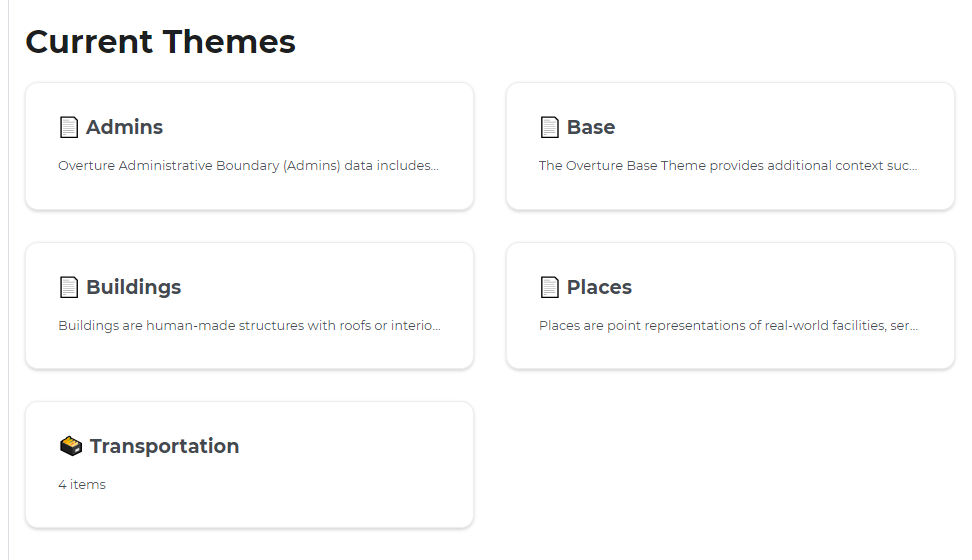 Current Themes
Admins
Overture Administrative Boundary (Admins) data includes...
Base
The Overture Base Theme provides additional context suc...
Buildings
Buildings are human-made structures with roofs or interio...
Places
Places are point representations of real-world facilities, ser...
Transportation
4 items